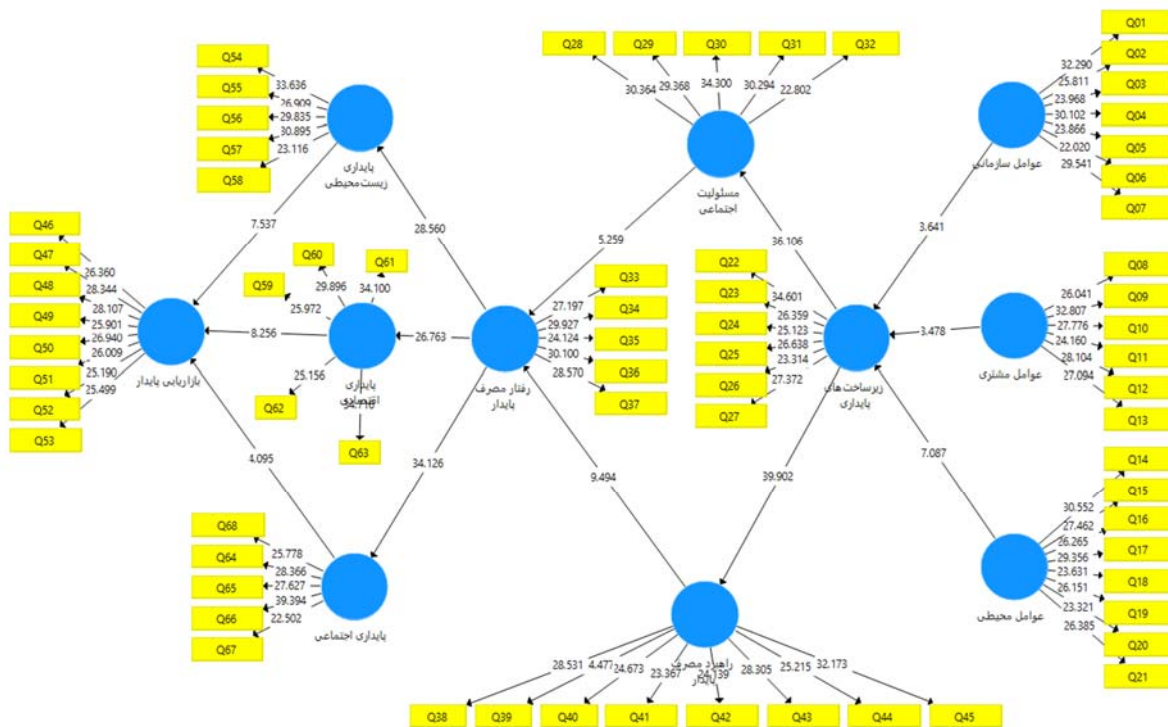 Q01
Q02
Q03
Q04
Q05
Q06
Q07
32.290
25.811
23.968
30.102
23.866
22.020
29.541
عوامل سازمانی
3.641
Q08
Q09
Q10
Q11
Q12
Q13
26.041
32.807
27.776
24.160
28.104
27.094
عوامل مشتری
3.478
Q14
Q15
Q16
Q17
Q18
Q19
Q20
Q21
30.552
27.462
26.265
29.356
23.631
26.151
23.321
26.385
عوامل محیطی
7.087
Q22
Q23
Q24
Q25
Q26
Q27
34.601
26.359
25.123
26.638
23.314
27.372
زیرساخت‌های
پایداری
36.106
39.902
Q28
Q29
Q30
Q31
Q32
30.364
29.368
34.300
30.294
22.802
مسئولیت
اجتماعی
5.259
Q33
Q34
Q35
Q36
Q37
27.197
29.927
24.124
30.100
28.570
رفتار مصرف
پایدار
28.560
26.763
34.126
9.494
Q38
Q39
Q40
Q41
Q42
Q43
Q44
Q45
28.531
4.477
24.673
23.367
24.139
28.305
25.215
32.173
راهبرد مصرف
پایدار
Q54
Q55
Q56
Q57
Q58
33.636
26.909
29.835
30.895
23.116
پایداری
زیست‌محیطی
7.537
Q59
Q60
Q61
Q62
Q63
25.972
29.896
34.100
25.156
34.716
پایداری
اقتصادی
8.256
Q68
Q64
Q65
Q66
Q67
25.778
28.366
27.627
39.394
22.502
پایداری اجتماعی
4.095
Q46
Q47
Q48
Q49
Q50
Q51
Q52
Q53
26.360
28.344
28.107
25.901
26.940
26.009
25.190
25.499
بازاریابی پایدار